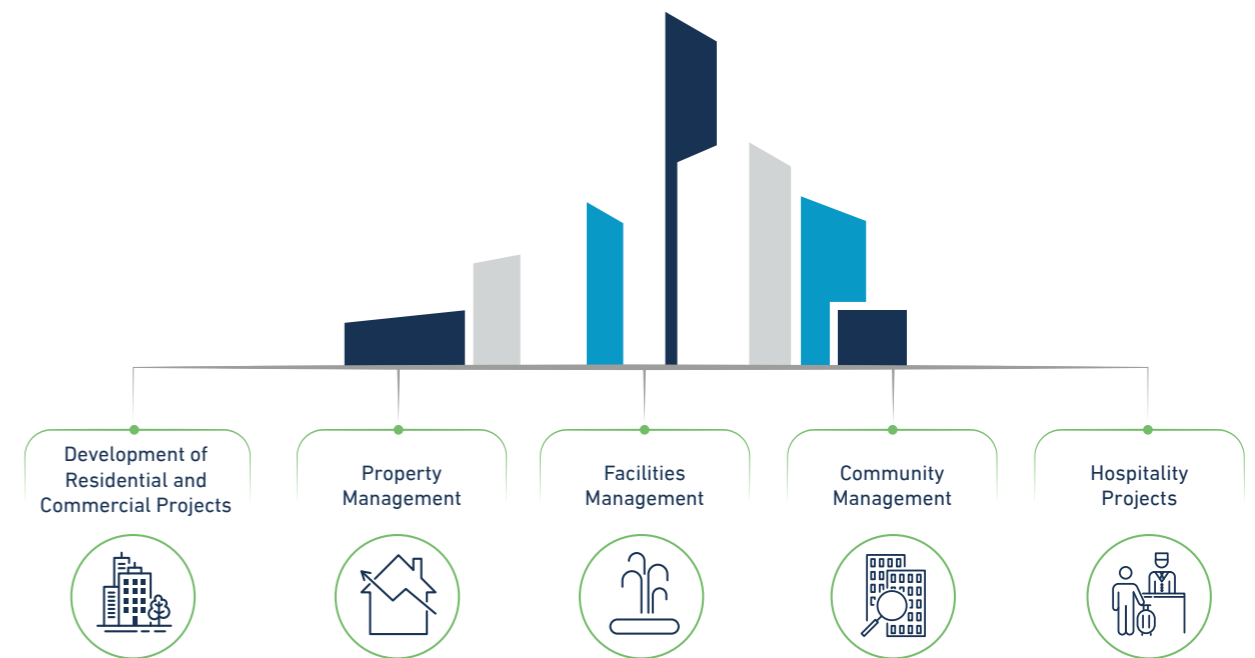 Development of
Residential and
Commercial Projects
Property
Management
Facilities
Management
Community
Management
Hospitality
Projects